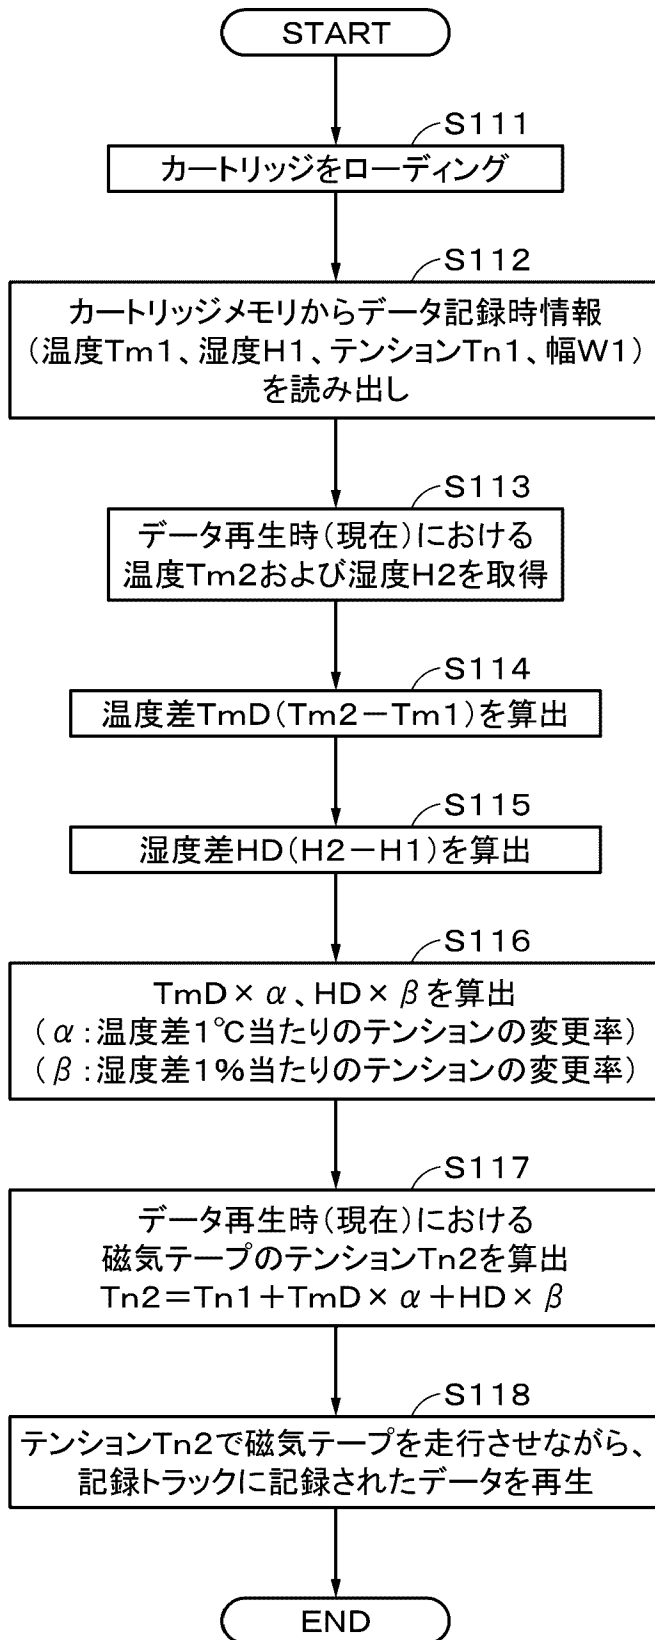 START
S111
カートリッジをローディング
S112
カートリッジメモリからデータ記録時情報
(温度Tm1、湿度H1、テンションTn1、幅W1)
を読み出し
S113
データ再生時(現在)における
温度Tm2および湿度H2を取得
S114
温度差TmD(Tm2-Tm1)を算出
S115
湿度差HD(H2-H1)を算出
S116
TmD×α、HD×βを算出
(α:温度差1℃当たりのテンションの変更率)
(β:湿度差1%当たりのテンションの変更率)
S117
データ再生時(現在)における
磁気テープのテンションTn2を算出
Tn2=Tn1+TmD×α+HD×β
S118
テンションTn2で磁気テープを走行させながら、
記録トラックに記録されたデータを再生
END